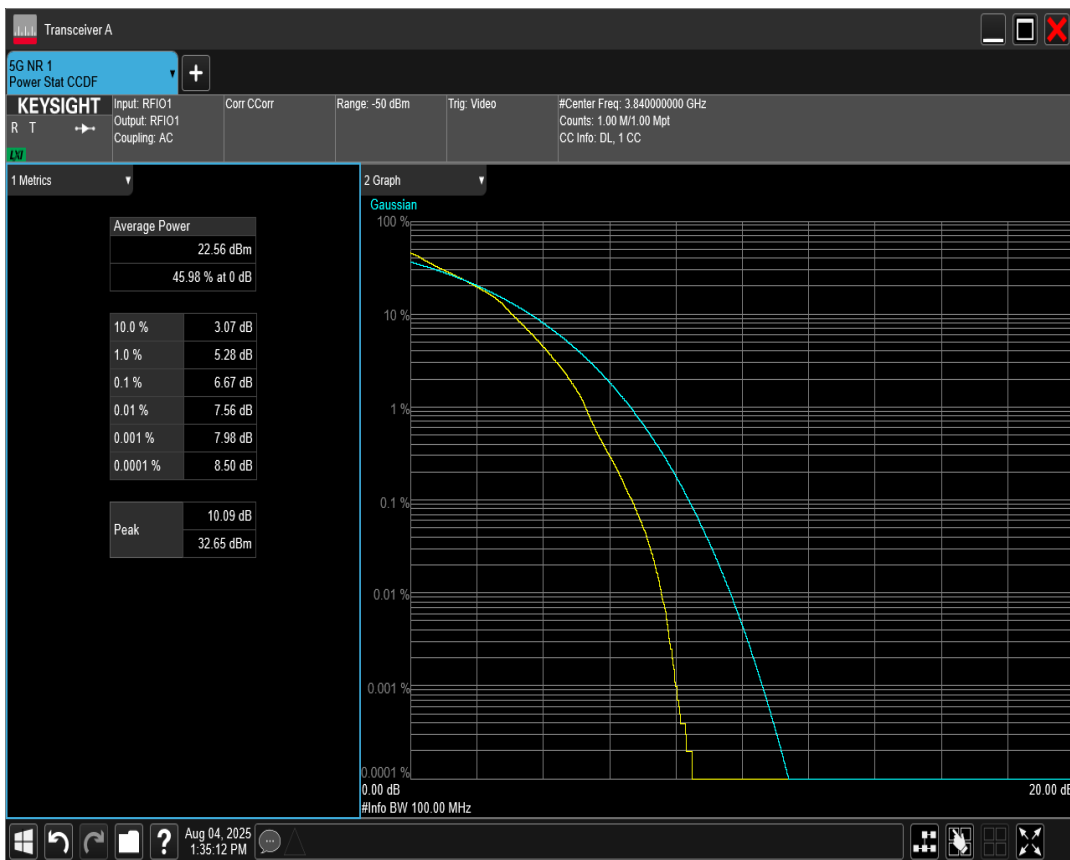 Transceiver A
5G NR 1
Power Stat CCDF
KEYSIGHT
R T
LXI
Input: RFIO1
Output: RFIO1
Coupling: AC
Corr CCorr
Range: -50 dBm
Trig: Video
#Center Freq: 3.840000000 GHz
Counts: 1.00 M/1.00 Mpt
CC Info: DL, 1 CC
1 Metrics
Average Power
22.56 dBm
45.98 % at 0 dB
10.0 % 3.07 dB
1.0 % 5.28 dB
0.1 % 6.67 dB
0.01 % 7.56 dB
0.001 % 7.98 dB
0.0001 % 8.50 dB
Peak 10.09 dB
32.65 dBm
2 Graph
Gaussian
100 %
10 %
1 %
0.1 %
0.01 %
0.001 %
0.0001 %
0.00 dB 20.00 dB
#Info BW 100.00 MHz
?
Aug 04, 2025
1:35:12 PM